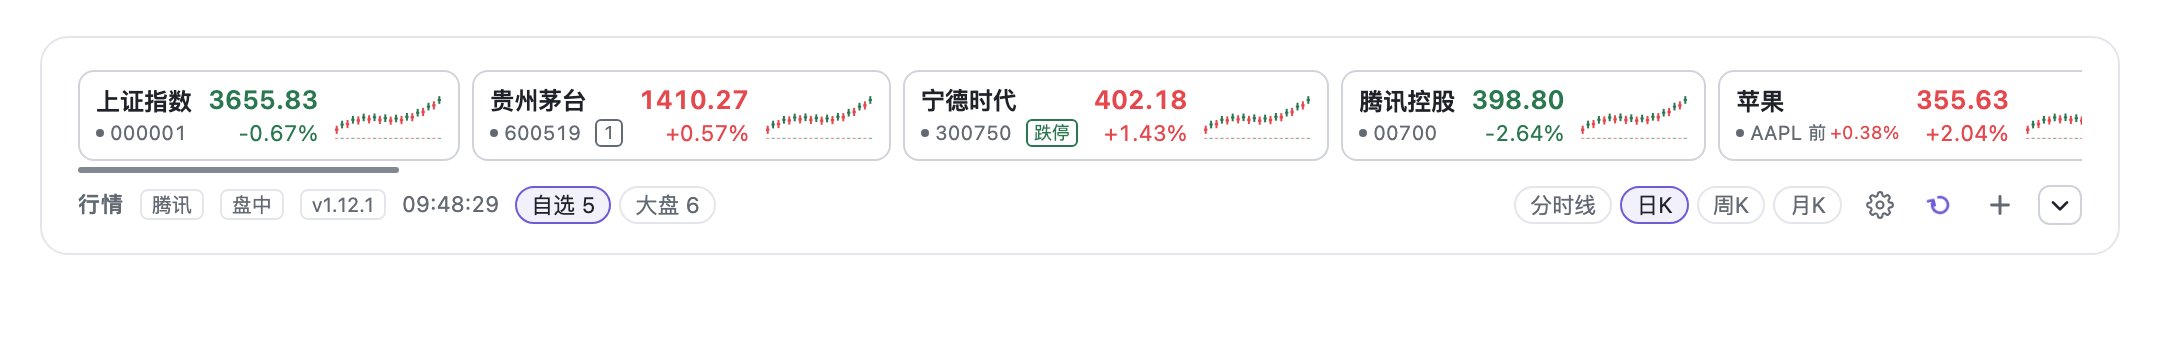 上证指数 3655.83
000001 -0.67%
贵州茅台 1410.27
600519 1 +0.57%
宁德时代 402.18
300750 跌停 +1.43%
腾讯控股 398.80
00700 -2.64%
苹果 355.63
AAPL 前 +0.38% +2.04%
行情 腾讯 盘中 v1.12.1 09:48:29 自选 5 大盘 6 分时线 日K 周K 月K